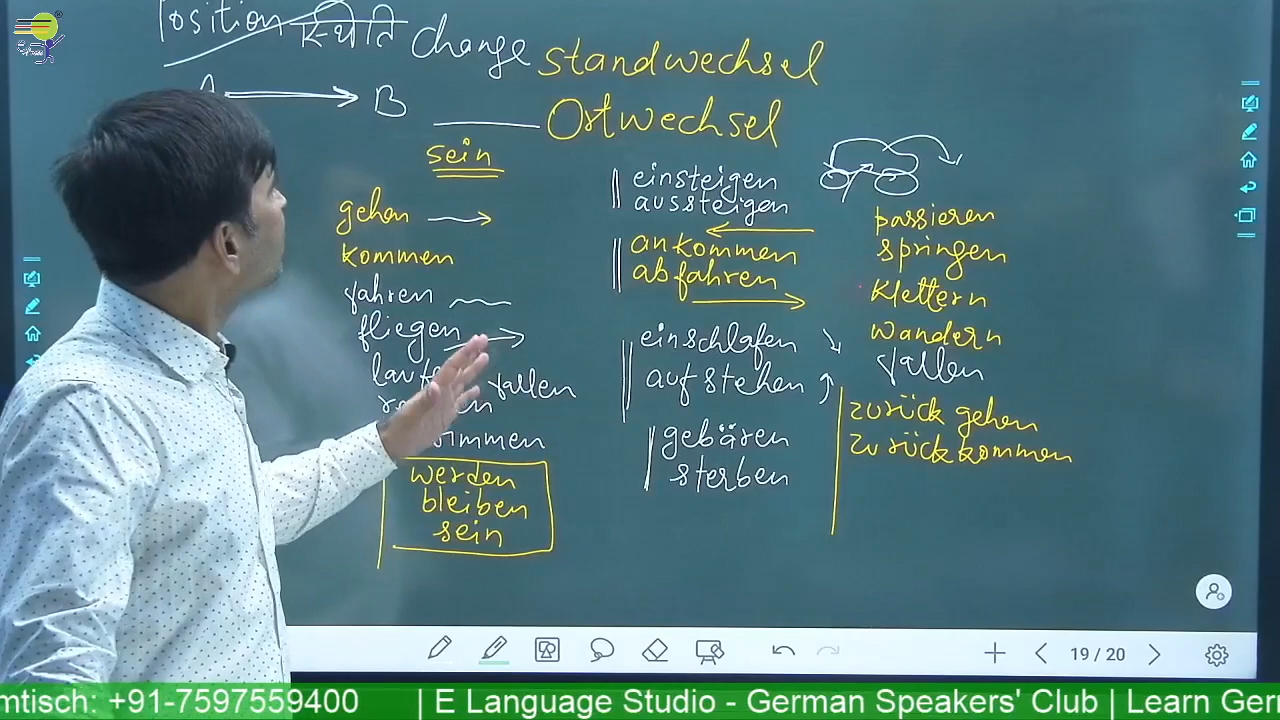 Position स्थिति change standwechsel
A → B Ostwechsel
sein
gehen
kommen
fahren
fliegen
fallen
werden
bleiben
sein
einsteigen
aussteigen
ankommen
abfahren
einschlafen
aufstehen
gebären
sterben
passieren
springen
klettern
wandern
fallen
zurück gehen
zurückkommen
19 / 20
mtisch: +91-7597559400 | E Language Studio - German Speakers' Club | Learn Ger